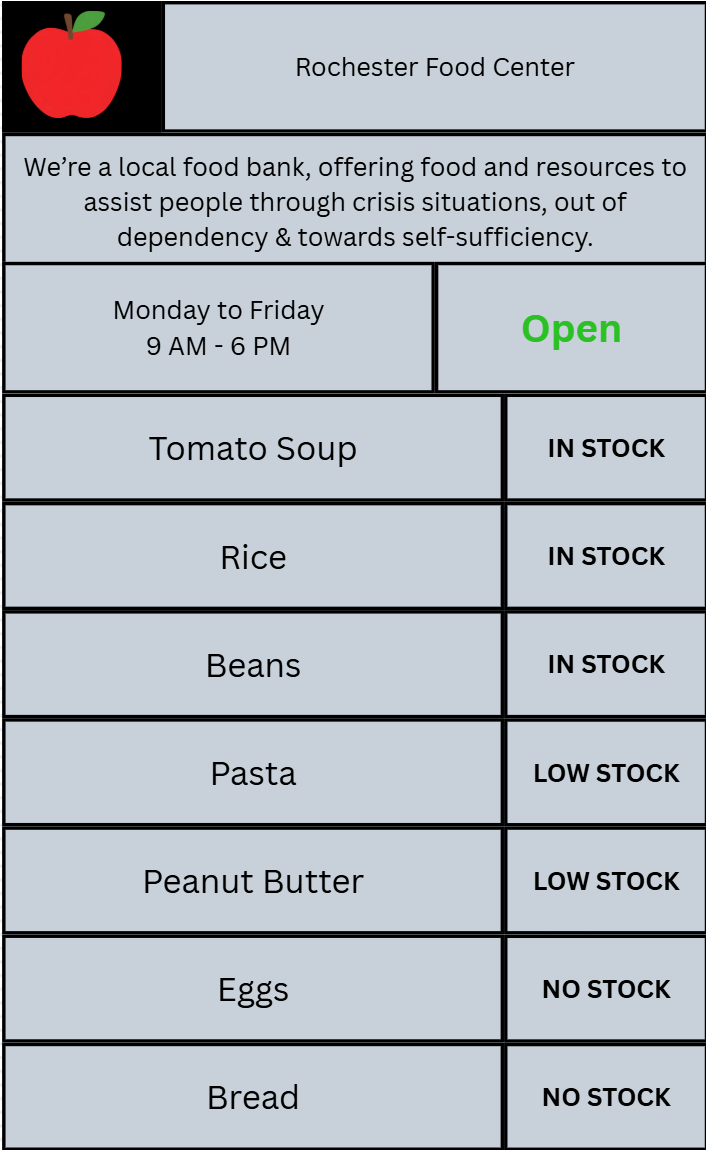 Rochester Food Center
We’re a local food bank, offering food and resources to
assist people through crisis situations, out of
dependency & towards self-sufficiency.
Monday to Friday
9 AM - 6 PM
Open
Tomato Soup
IN STOCK
Rice
IN STOCK
Beans
IN STOCK
Pasta
LOW STOCK
Peanut Butter
LOW STOCK
Eggs
NO STOCK
Bread
NO STOCK